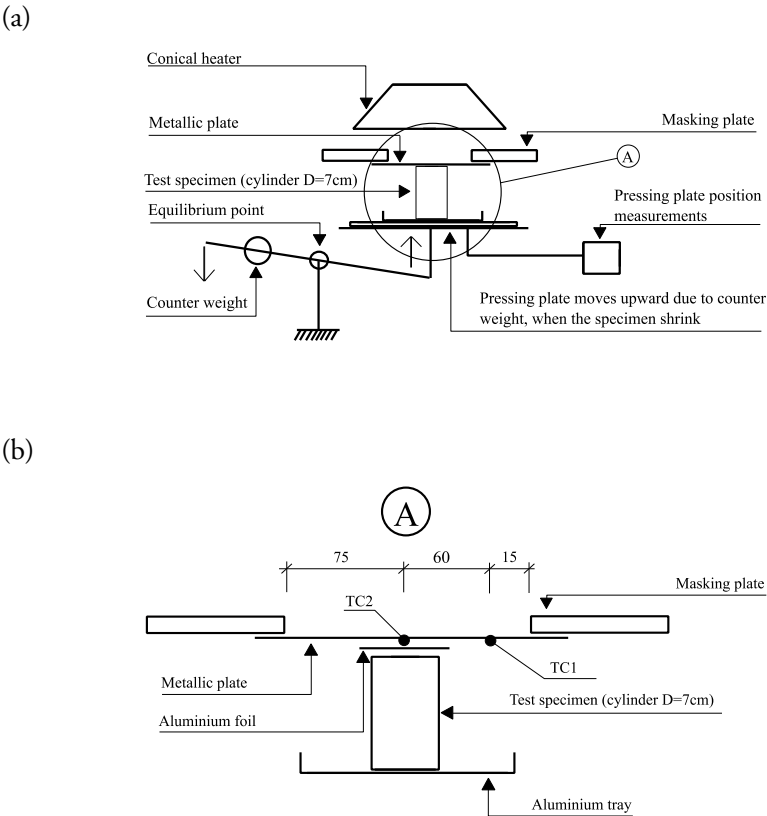 (a)
Conical heater
Metallic plate
Masking plate
A
Test specimen (cylinder D=7cm)
Pressing plate position
measurements
Equilibrium point
Counter weight
Pressing plate moves upward due to counter
weight, when the specimen shrink
(b)
A
75
60
15
Masking plate
TC2
TC1
Metallic plate
Test specimen (cylinder D=7cm)
Aluminium foil
Aluminium tray